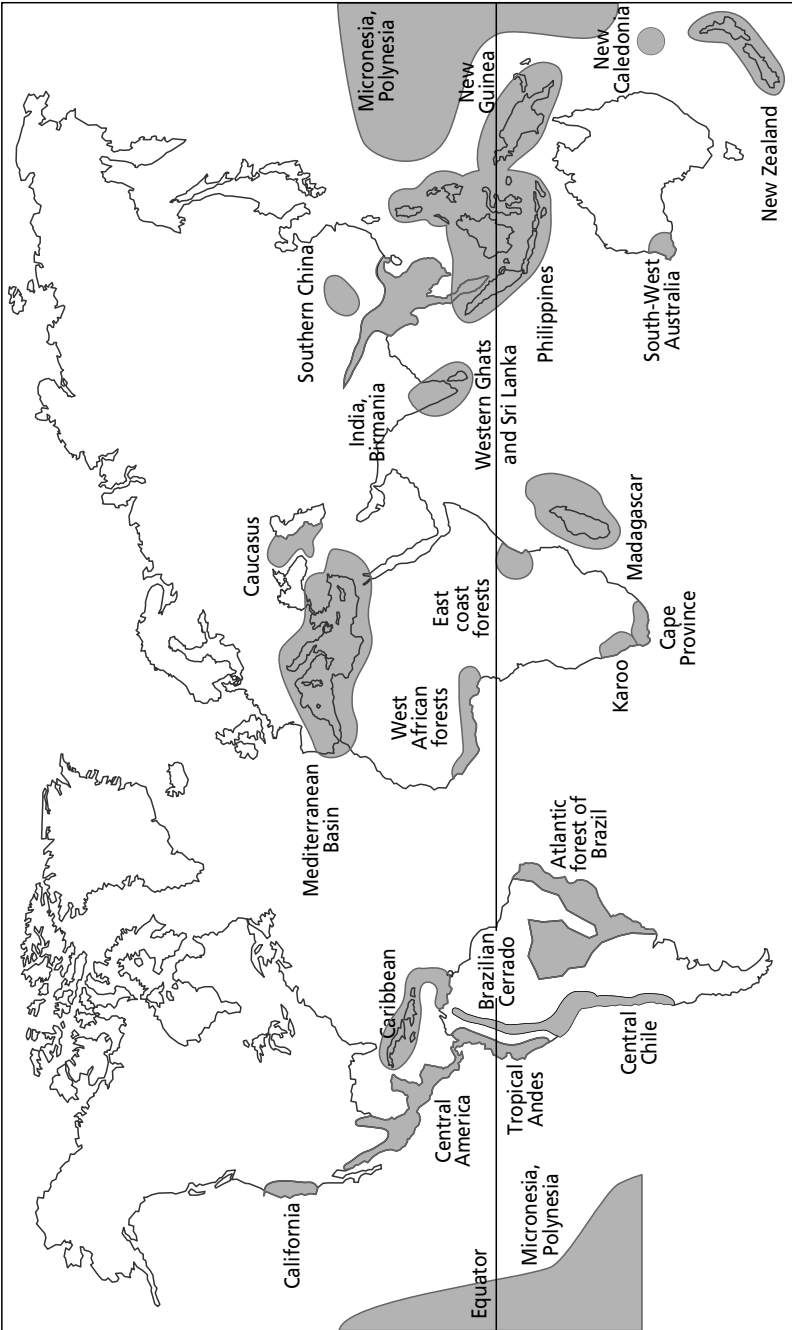 Micronesia,
Polynesia
New
Guinea
New
Caledonia
New Zealand
Southern China
South-West
Australia
Philippines
India,
Birmania
Western Ghats
and Sri Lanka
Caucasus
Madagascar
East
coast
forests
Cape
Province
Karoo
West
African
forests
Mediterranean
Basin
Atlantic
forest of
Brazil
Caribbean
Brazilian
Cerrado
Central
Chile
Tropical
Andes
Central
America
California
Micronesia,
Polynesia
Equator